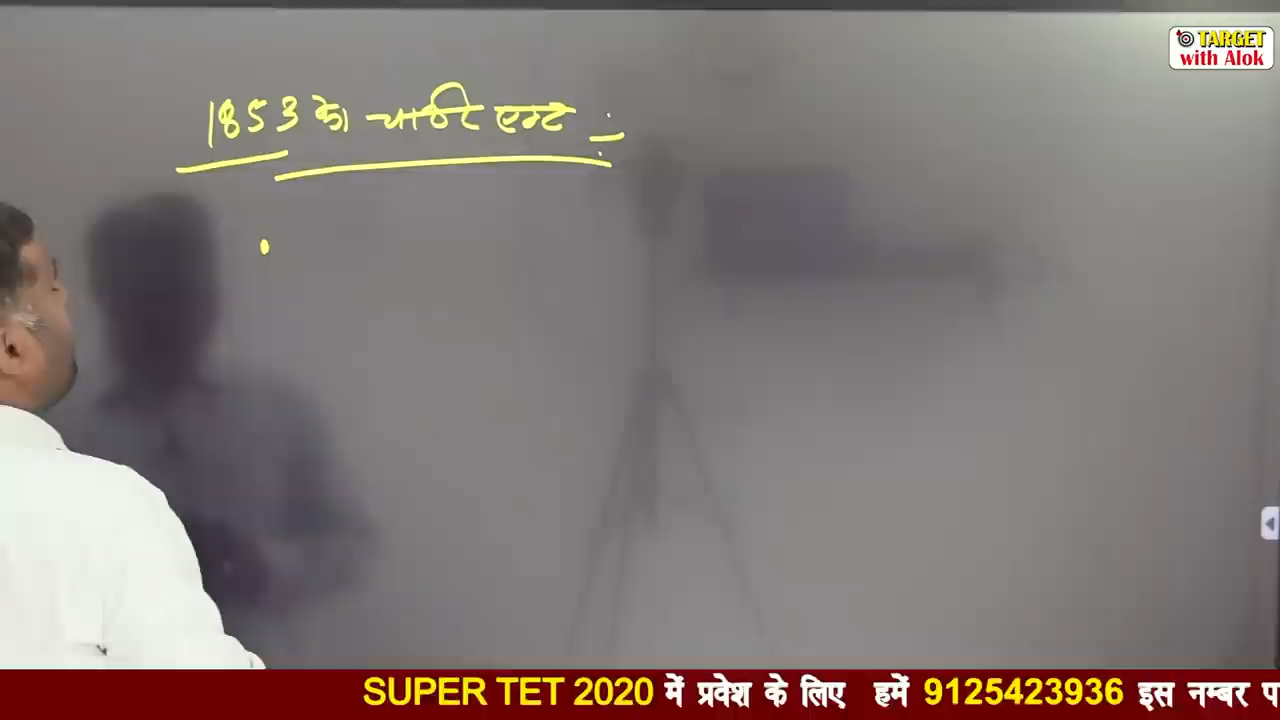 TARGET
with Alok
1853 का चार्टर एक्ट :-
SUPER TET 2020 में प्रवेश के लिए हमें 9125423936 इस नम्बर प